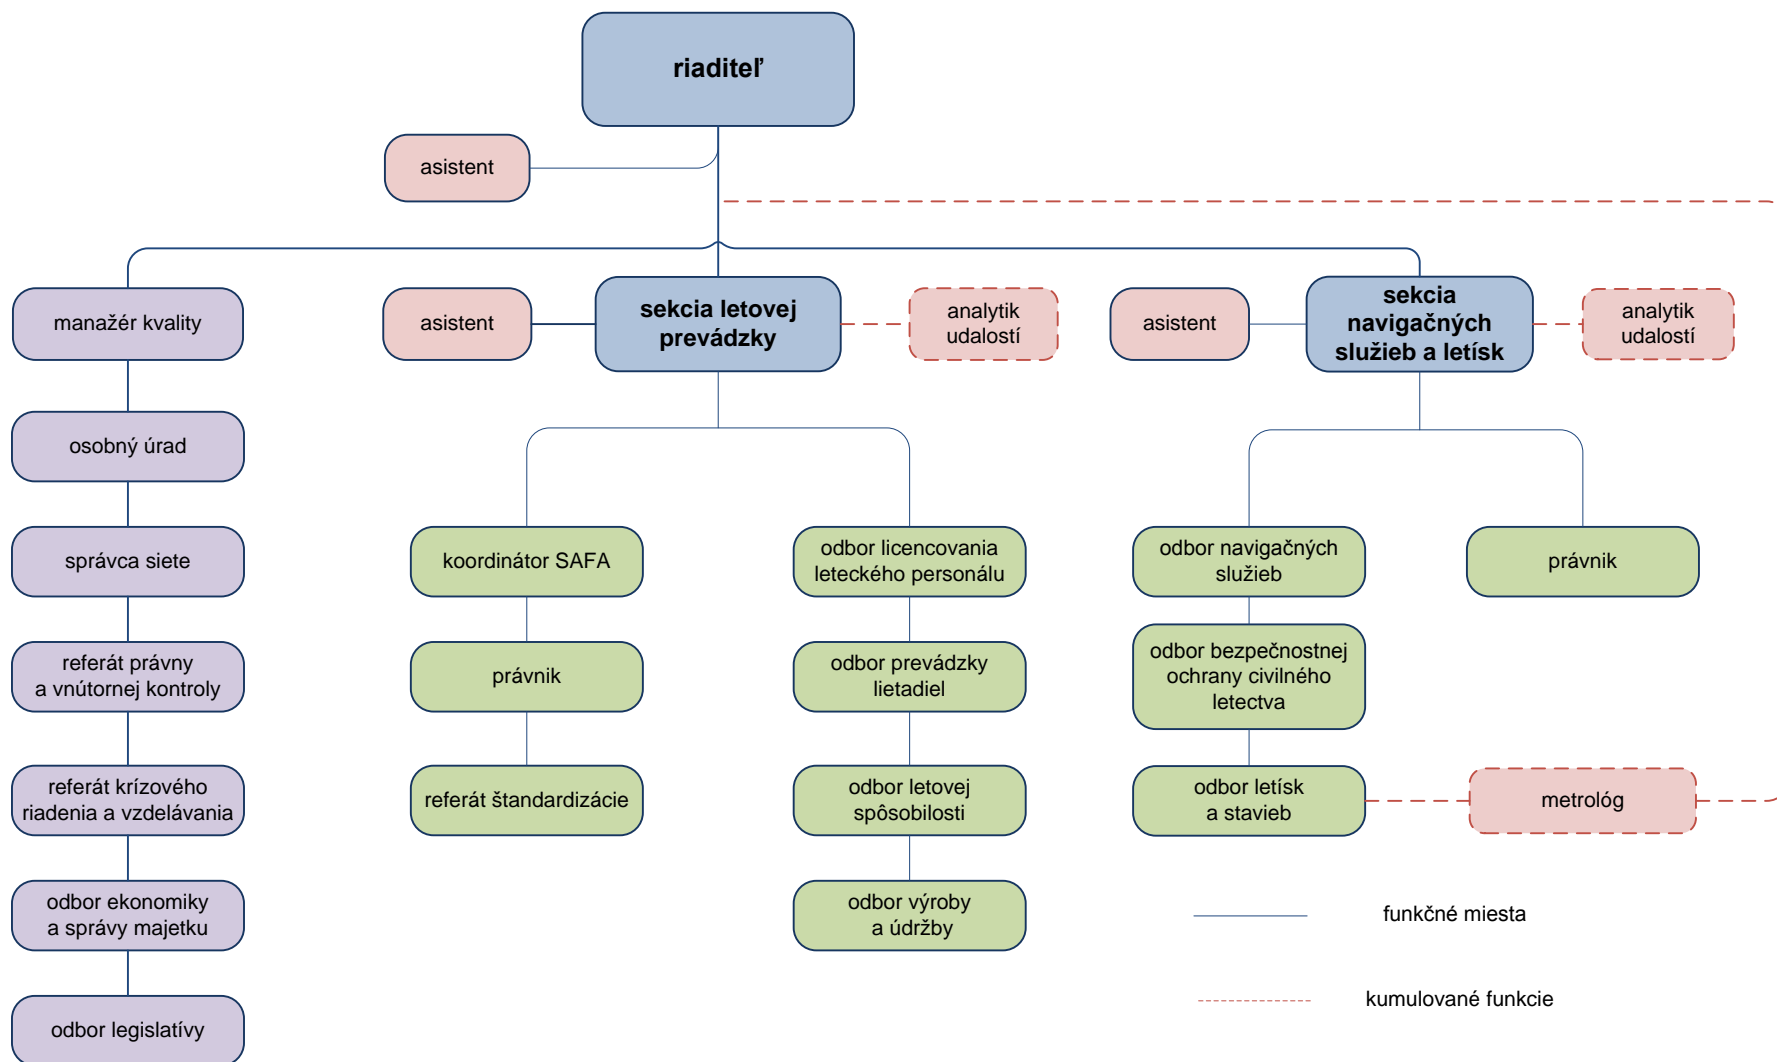 riaditeľ
asistent
manažér kvality
asistent
sekcia letovej
prevádzky
analytik
udalostí
asistent
sekcia
navigačných
služieb a letísk
analytik
udalostí
osobný úrad
správca siete
koordinátor SAFA
odbor licencovania
leteckého personálu
odbor navigačných
služieb
právnik
referát právny
a vnútornej kontroly
právnik
odbor prevádzky
lietadiel
odbor bezpečnostnej
ochrany civilného
letectva
referát krízového
riadenia a vzdelávania
referát štandardizácie
odbor letovej
spôsobilosti
odbor letísk
a stavieb
metrológ
odbor ekonomiky
a správy majetku
odbor výroby
a údržby
funkčné miesta
kumulované funkcie
odbor legislatívy